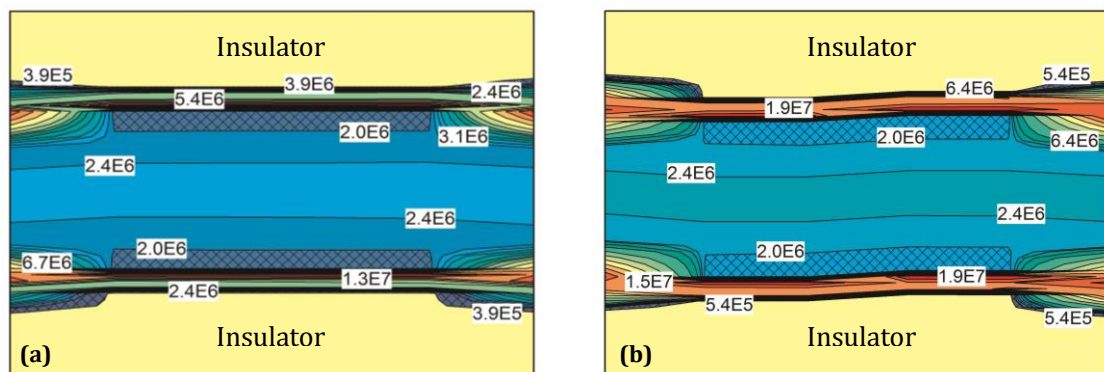 Insulator
3.9E5
3.9E6
2.4E6
5.4E6
2.0E6
3.1E6
2.4E6
2.4E6
6.7E6
2.0E6
1.3E7
2.4E6
3.9E5
Insulator
(a)
Insulator
5.4E5
6.4E6
1.9E7
2.0E6
6.4E6
2.4E6
2.4E6
2.0E6
1.5E7
1.9E7
5.4E5
5.4E5
Insulator
(b)